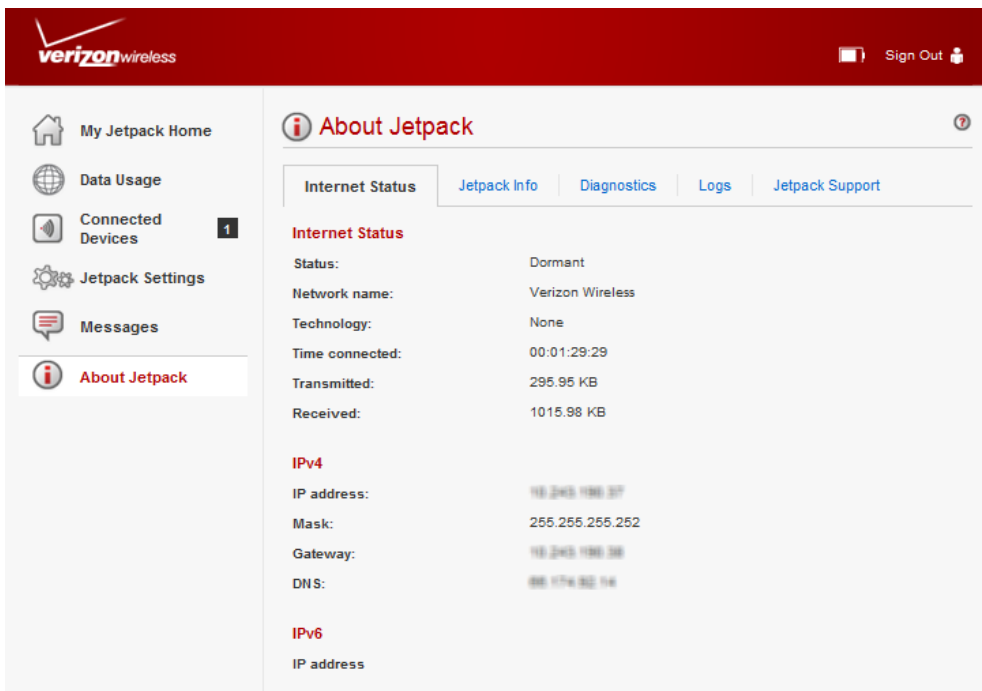 verizonwireless
Sign Out
My Jetpack Home
Data Usage
Connected
Devices
1
Jetpack Settings
Messages
About Jetpack
About Jetpack
?
Internet Status
Jetpack Info
Diagnostics
Logs
Jetpack Support
Internet Status
Status: Dormant
Network name: Verizon Wireless
Technology: None
Time connected: 00:01:29:29
Transmitted: 295.95 KB
Received: 1015.98 KB
IPv4
IP address:
Mask: 255.255.255.252
Gateway:
DNS:
IPv6
IP address